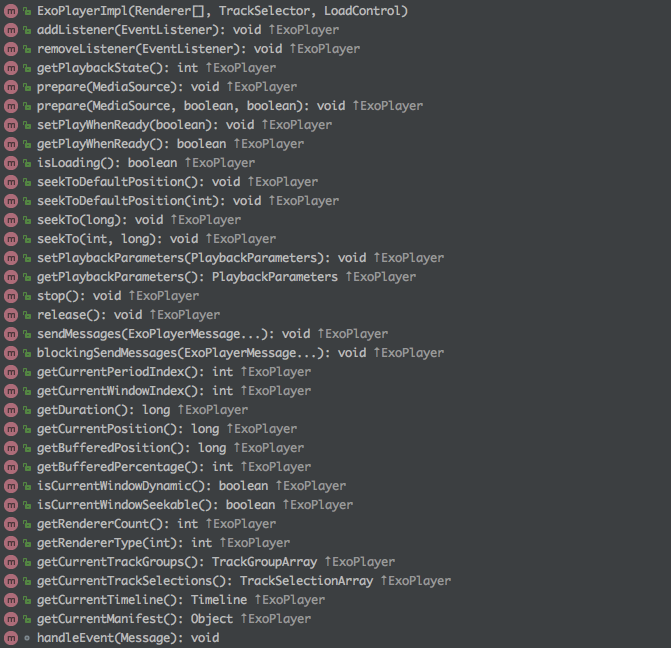 ExoPlayerImpl(Renderer[], TrackSelector, LoadControl)
addListener(EventListener): void ↑ExoPlayer
removeListener(EventListener): void ↑ExoPlayer
getPlaybackState(): int ↑ExoPlayer
prepare(MediaSource): void ↑ExoPlayer
prepare(MediaSource, boolean, boolean): void ↑ExoPlayer
setPlayWhenReady(boolean): void ↑ExoPlayer
getPlayWhenReady(): boolean ↑ExoPlayer
isLoading(): boolean ↑ExoPlayer
seekToDefaultPosition(): void ↑ExoPlayer
seekToDefaultPosition(int): void ↑ExoPlayer
seekTo(long): void ↑ExoPlayer
seekTo(int, long): void ↑ExoPlayer
setPlaybackParameters(PlaybackParameters): void ↑ExoPlayer
getPlaybackParameters(): PlaybackParameters ↑ExoPlayer
stop(): void ↑ExoPlayer
release(): void ↑ExoPlayer
sendMessages(ExoPlayerMessage...): void ↑ExoPlayer
blockingSendMessages(ExoPlayerMessage...): void ↑ExoPlayer
getCurrentPeriodIndex(): int ↑ExoPlayer
getCurrentWindowIndex(): int ↑ExoPlayer
getDuration(): long ↑ExoPlayer
getCurrentPosition(): long ↑ExoPlayer
getBufferedPosition(): long ↑ExoPlayer
getBufferedPercentage(): int ↑ExoPlayer
isCurrentWindowDynamic(): boolean ↑ExoPlayer
isCurrentWindowSeekable(): boolean ↑ExoPlayer
getRendererCount(): int ↑ExoPlayer
getRendererType(int): int ↑ExoPlayer
getCurrentTrackGroups(): TrackGroupArray ↑ExoPlayer
getCurrentTrackSelections(): TrackSelectionArray ↑ExoPlayer
getCurrentTimeline(): Timeline ↑ExoPlayer
getCurrentManifest(): Object ↑ExoPlayer
handleEvent(Message): void